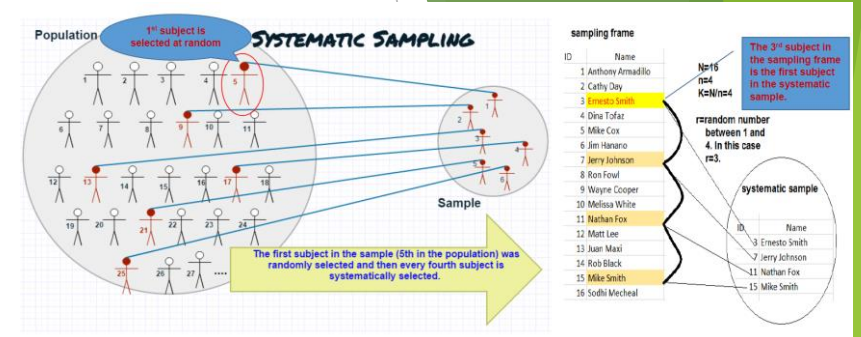 Population
1st subject is
selected at random
SYSTEMATIC SAMPLING
1 2 3 4 5
6 7 8 9 10 11
12 13 14 15 16 17 18
19 20 21 22 23 24
25 26 27 ....
1
2
3
4
5
6
Sample
The first subject in the sample (5th in the population) was
randomly selected and then every fourth subject is
systematically selected.
sampling frame
ID Name
1 Anthony Armadillo
2 Cathy Day
3 Ernesto Smith
4 Dina Tofaz
5 Mike Cox
6 Jim Hanano
7 Jerry Johnson
8 Ron Fowl
9 Wayne Cooper
10 Melissa White
11 Nathan Fox
12 Matt Lee
13 Juan Maxi
14 Rob Black
15 Mike Smith
16 Sodhi Mecheal
N=16
n=4
K=N/n=4
r=random number
between 1 and
4. In this case
r=3.
The 3rd subject in
the sampling frame
is the first subject
in the systematic
sample.
systematic sample
ID Name
3 Ernesto Smith
7 Jerry Johnson
11 Nathan Fox
15 Mike Smith